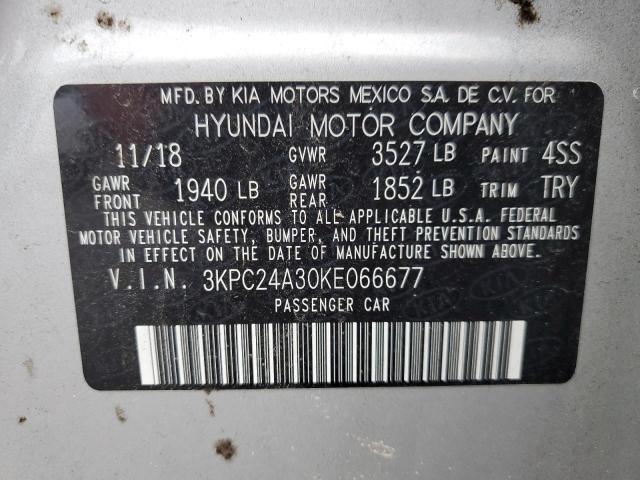 MFD. BY KIA MOTORS MEXICO S.A. DE C.V. FOR
HYUNDAI MOTOR COMPANY
11/18 GVWR 3527 LB PAINT 4SS
GAWR FRONT 1940 LB GAWR REAR 1852 LB TRIM TRY
THIS VEHICLE CONFORMS TO ALL APPLICABLE U.S.A. FEDERAL
MOTOR VEHICLE SAFETY, BUMPER, AND THEFT PREVENTION STANDARDS
IN EFFECT ON THE DATE OF MANUFACTURE SHOWN ABOVE.
V.I.N. 3KPC24A30KE066677
PASSENGER CAR